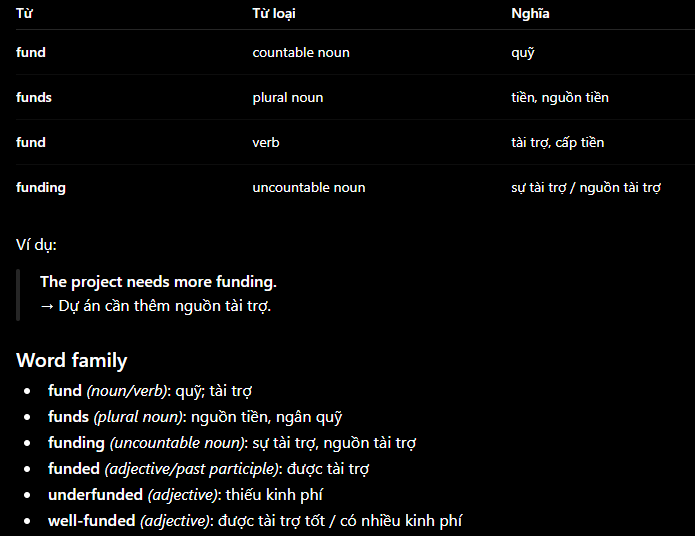 Từ Từ loại Nghĩa
fund countable noun quỹ
funds plural noun tiền, nguồn tiền
fund verb tài trợ, cấp tiền
funding uncountable noun sự tài trợ / nguồn tài trợ
Ví dụ:
The project needs more funding.
→ Dự án cần thêm nguồn tài trợ.
Word family
• fund (noun/verb): quỹ; tài trợ
• funds (plural noun): nguồn tiền, ngân quỹ
• funding (uncountable noun): sự tài trợ, nguồn tài trợ
• funded (adjective/past participle): được tài trợ
• underfunded (adjective): thiếu kinh phí
• well-funded (adjective): được tài trợ tốt / có nhiều kinh phí